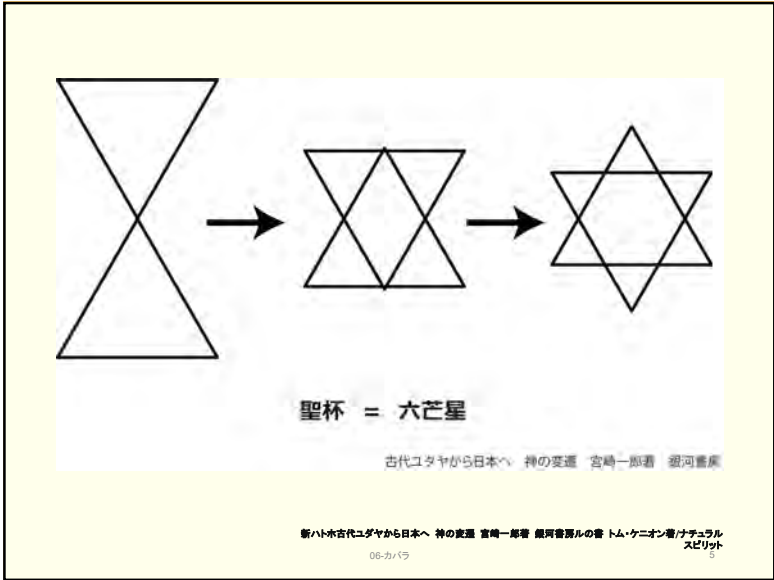 聖杯 = 六芒星
古代ユダヤから日本へ 神の変遷 宮崎一郎著 銀河書房
新ハトホ古代ユダヤから日本へ 神の変遷 宮崎一郎著 銀河書房ルの書 トム・ケニオン著/ナチュラル
スピリット
06-カバラ
5